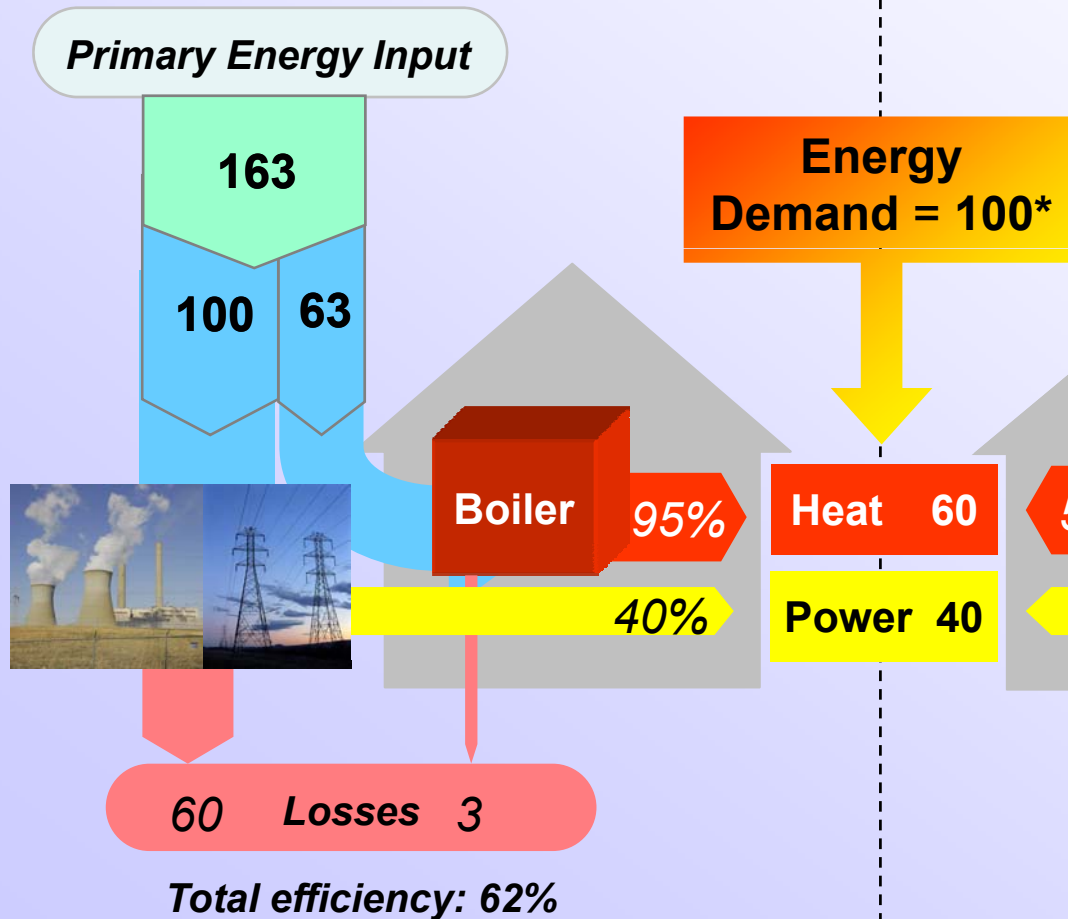 Primary Energy Input
163
Energy
Demand = 100*
100 63
Boiler 95% Heat 60
40% Power 40
60 Losses 3
Total efficiency: 62%